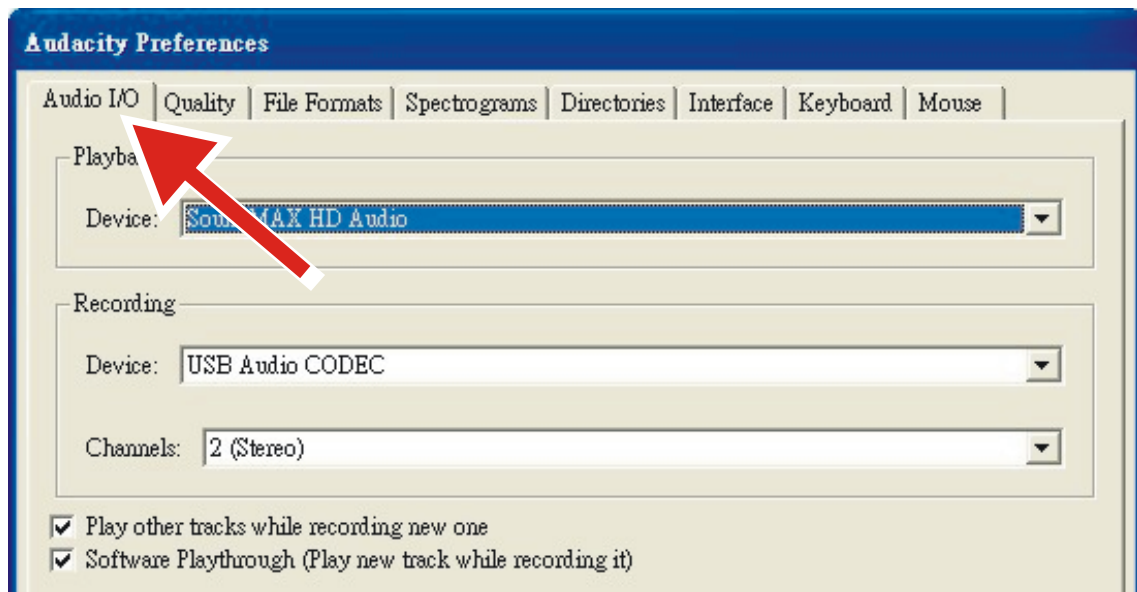 Audacity Preferences
Audio I/O Quality File Formats Spectrograms Directories Interface Keyboard Mouse
Device: MAX HD Audio
Recording
Device: USB Audio CODEC
Channels: 2 (Stereo)
Play other tracks while recording new one
Software Playthrough (Play new track while recording it)